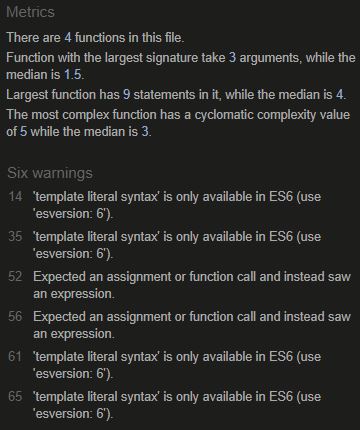 Metrics
There are 4 functions in this file.
Function with the largest signature take 3 arguments, while the
median is 1.5.
Largest function has 9 statements in it, while the median is 4.
The most complex function has a cyclomatic complexity value
of 5 while the median is 3.
Six warnings
14 'template literal syntax' is only available in ES6 (use
'esversion: 6').
35 'template literal syntax' is only available in ES6 (use
'esversion: 6').
52 Expected an assignment or function call and instead saw
an expression.
56 Expected an assignment or function call and instead saw
an expression.
61 'template literal syntax' is only available in ES6 (use
'esversion: 6').
65 'template literal syntax' is only available in ES6 (use
'esversion: 6').